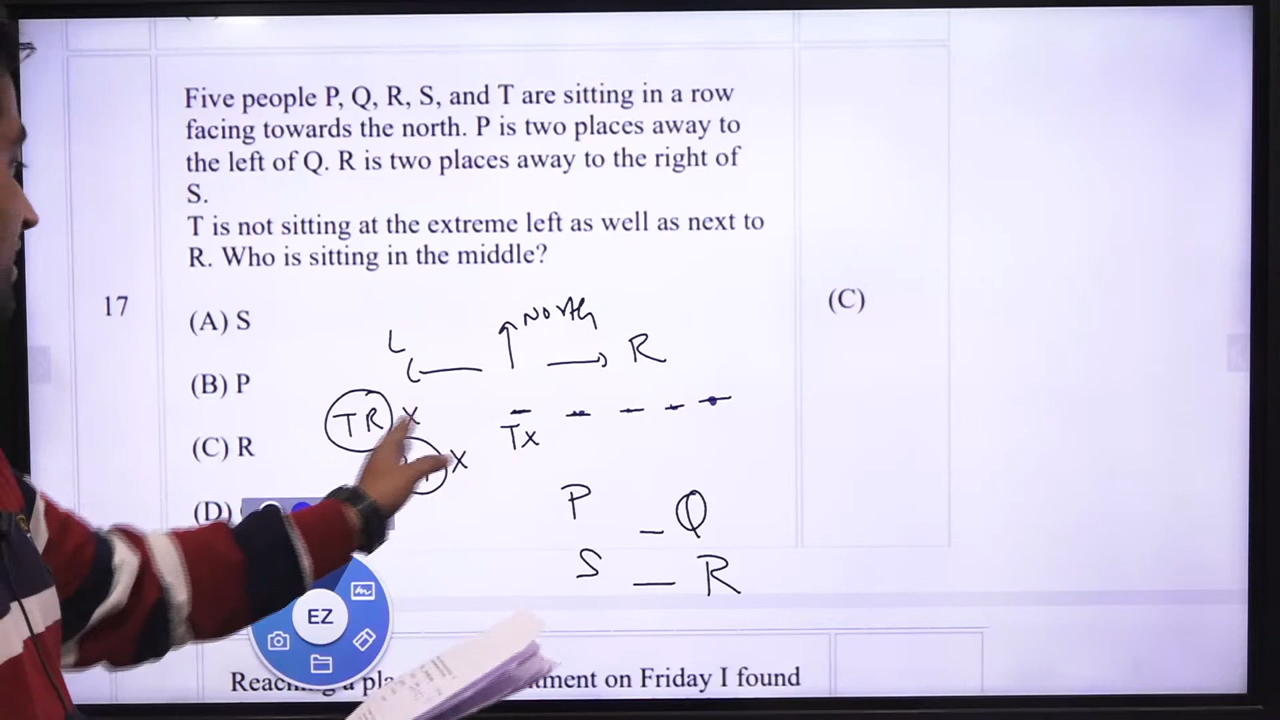 Five people P, Q, R, S, and T are sitting in a row
facing towards the north. P is two places away to
the left of Q. R is two places away to the right of
S.
T is not sitting at the extreme left as well as next to
R. Who is sitting in the middle?
17
(C)
(A) S
(B) P
(C) R
(D)
North
L
R
TR X
Tx
X
P _ Q
S _ R
EZ
on Friday I found